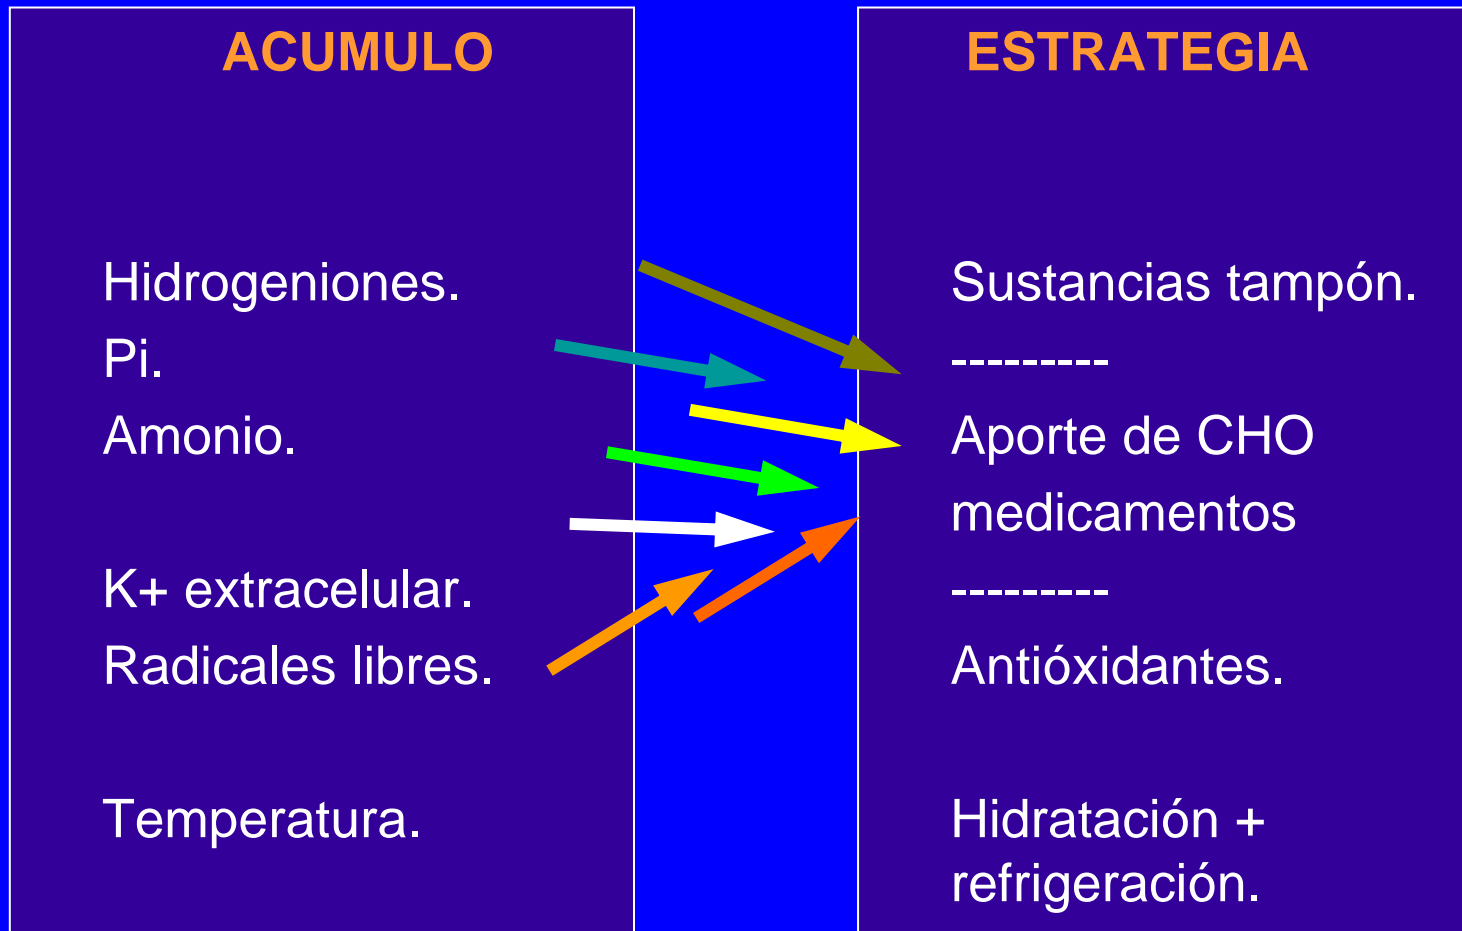 ACUMULO
Hidrogeniones.
Pi.
Amonio.
K+ extracelular.
Radicales libres.
Temperatura.
ESTRATEGIA
Sustancias tampón.
---------
Aporte de CHO
medicamentos
---------
Antióxidantes.
Hidratación +
refrigeración.